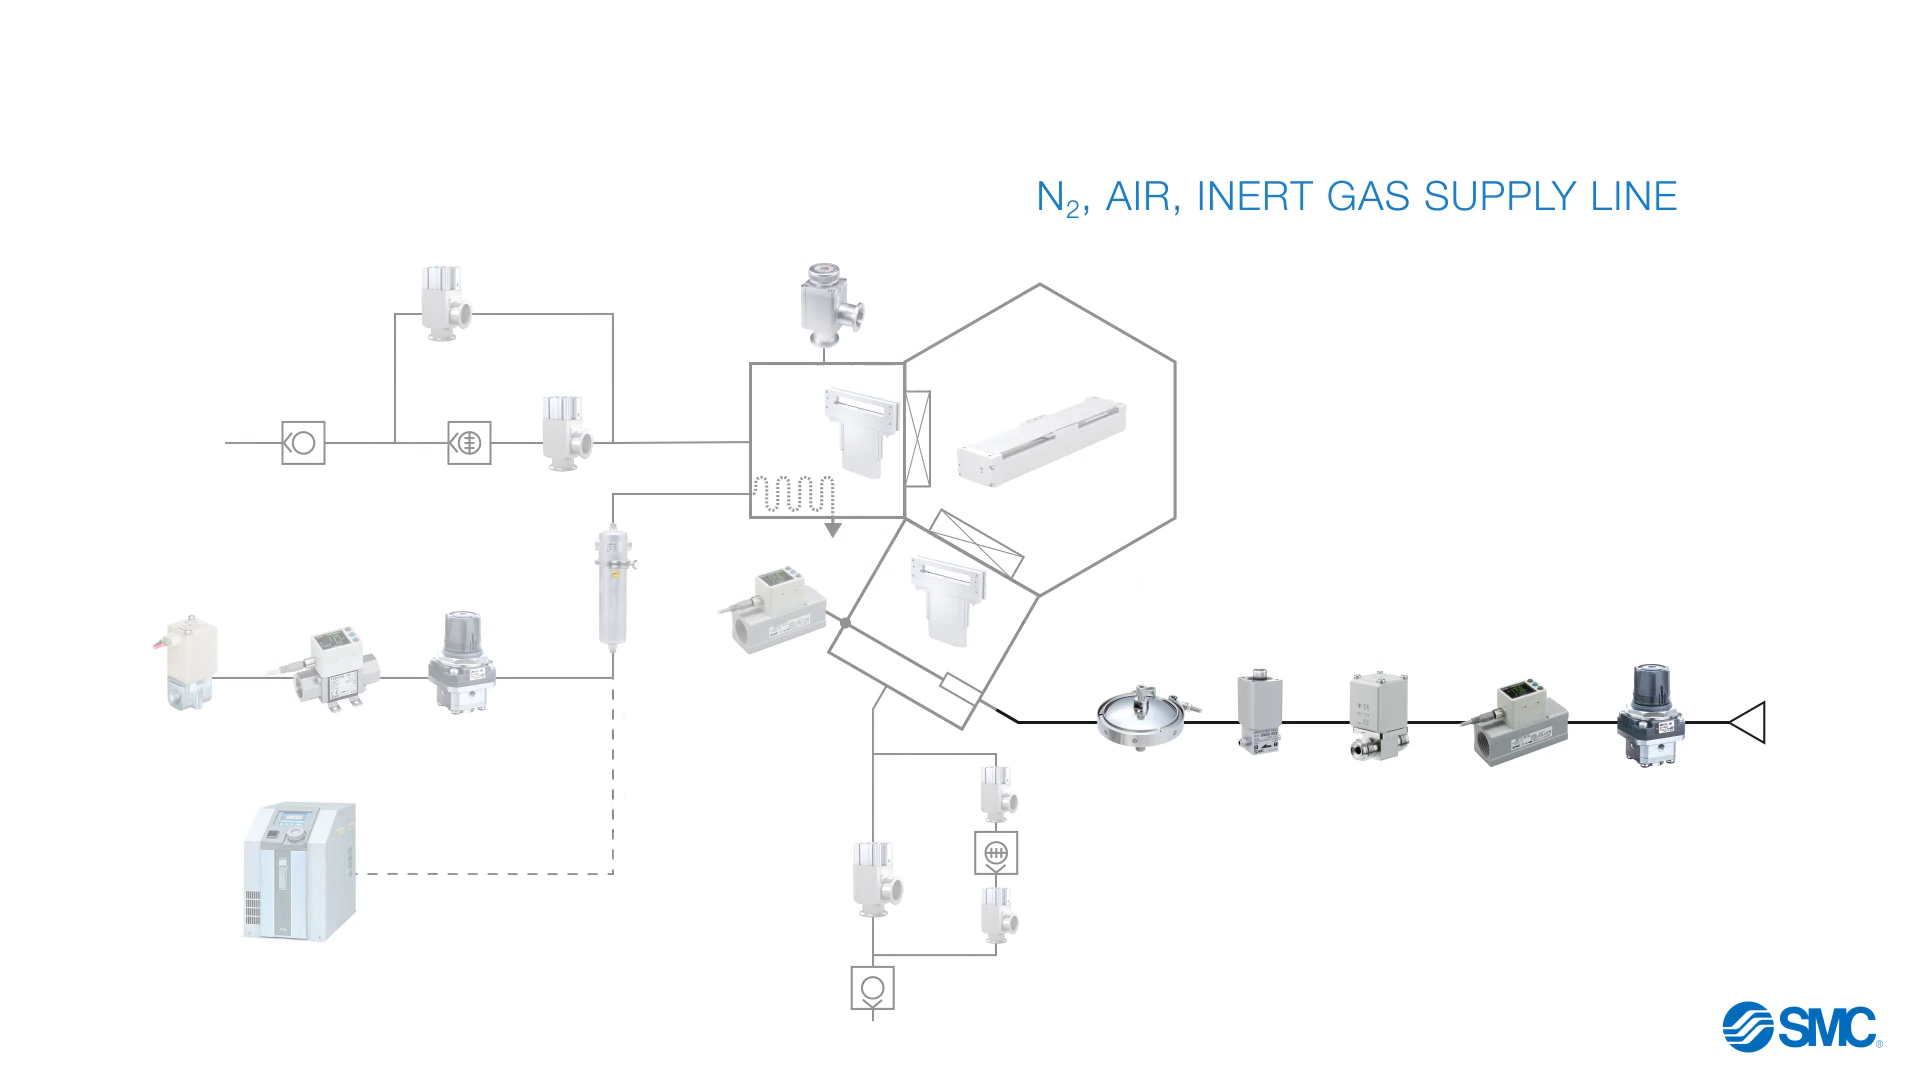 N₂, AIR, INERT GAS SUPPLY LINE
SMC®